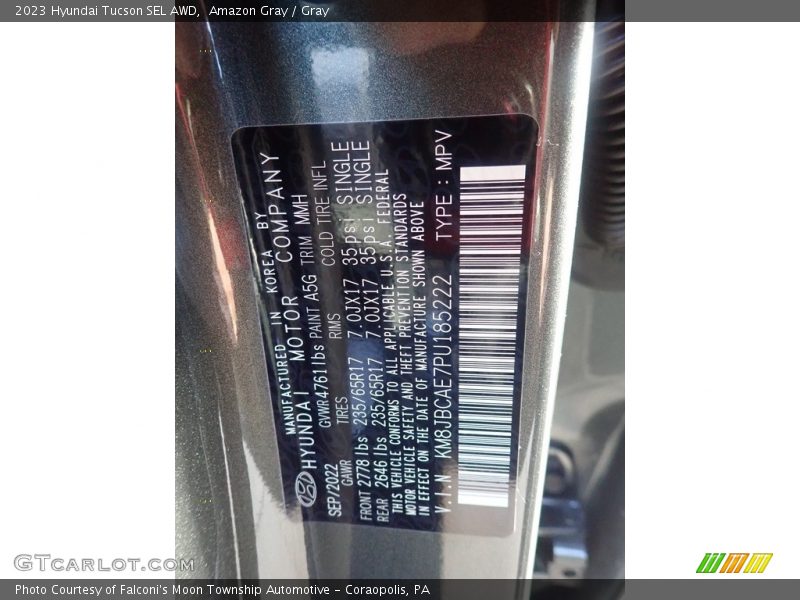 2023 Hyundai Tucson SEL AWD,  Amazon Gray / Gray
MANUFACTURED IN KOREA BY
HYUNDAI MOTOR COMPANY
SEP/2022 GVWR 4761 lbs PAINT A5G TRIM MMH
GAWR TIRES RIMS COLD TIRE INFL
FRONT 2778 lbs 235/65R17 7.0JX17 35psi SINGLE
REAR 2646 lbs 235/65R17 7.0JX17 35psi SINGLE
THIS VEHICLE CONFORMS TO ALL APPLICABLE U.S.A. FEDERAL
MOTOR VEHICLE SAFETY AND THEFT PREVENTION STANDARDS
IN EFFECT ON THE DATE OF MANUFACTURE SHOWN ABOVE
V.I.N KM8JBCAE7PU185222 TYPE : MPV
GTcarlot.com
Photo Courtesy of Falconi's Moon Township Automotive – Coraopolis, PA